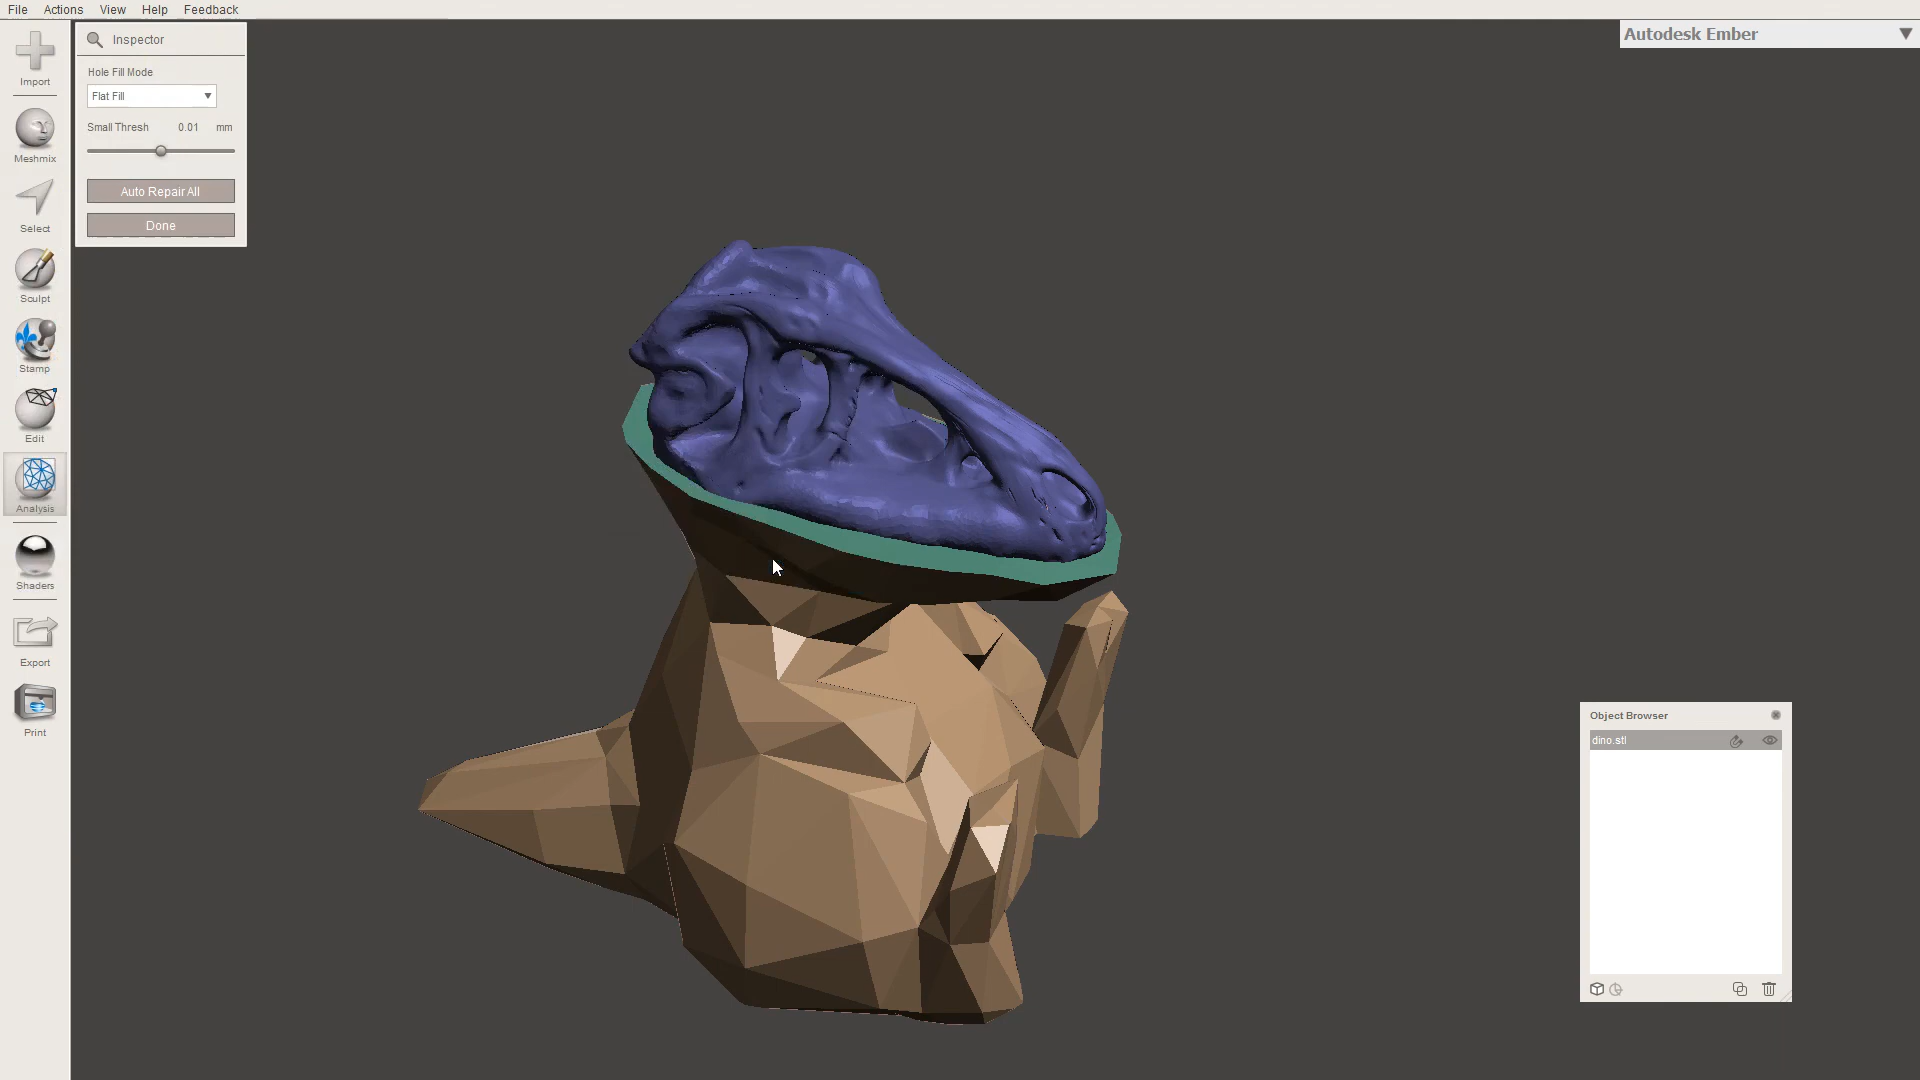 File Actions View Help Feedback
Inspector
Autodesk Ember
Hole Fill Mode
Flat Fill
Small Thresh 0.01 mm
Auto Repair All
Done
Import
Meshmix
Select
Sculpt
Stamp
Edit
Analysis
Shaders
Export
Print
Object Browser
dino.stl